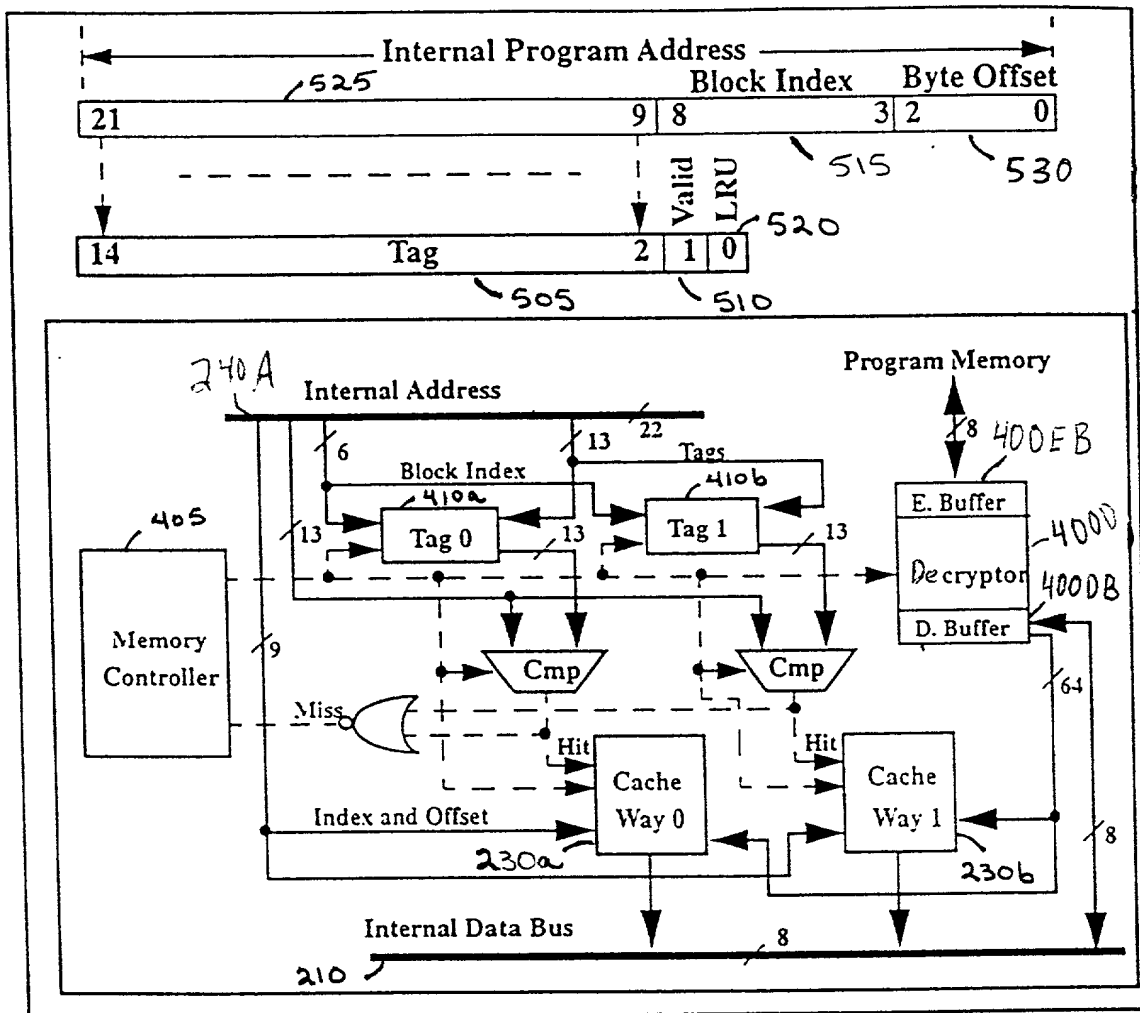 Internal Program Address
525
Block Index
Byte Offset
21
9
8
3
2
0
515
530
Valid
LRU
520
14
Tag
2
1
0
505
510
240A
Internal Address
22
Program Memory
6
13
8
400EB
Tags
Block Index
410a
410b
E. Buffer
405
13
Tag 0
13
Tag 1
13
400D
Decryptor
400DB
D. Buffer
Memory
Controller
9
Cmp
Cmp
64
Miss
Hit
Hit
Cache
Way 0
Cache
Way 1
Index and Offset
8
230a
230b
Internal Data Bus
8
210